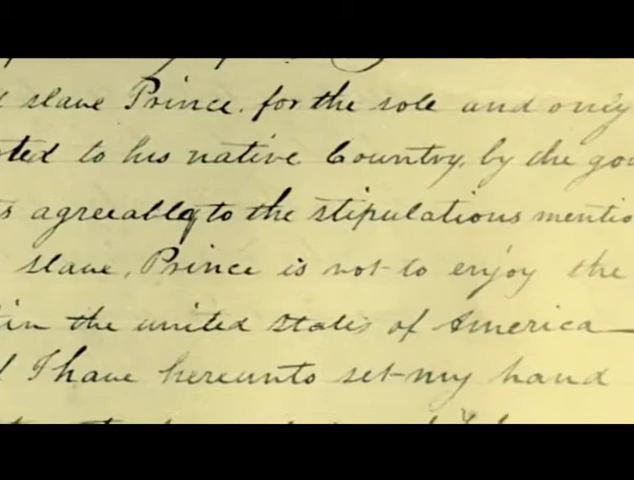 slave Prince. for the sole and only
to his native Country, by the
agreeably to the stipulations
slave, Prince is not to enjoy the
in the united States of America
I have hereunto set my hand